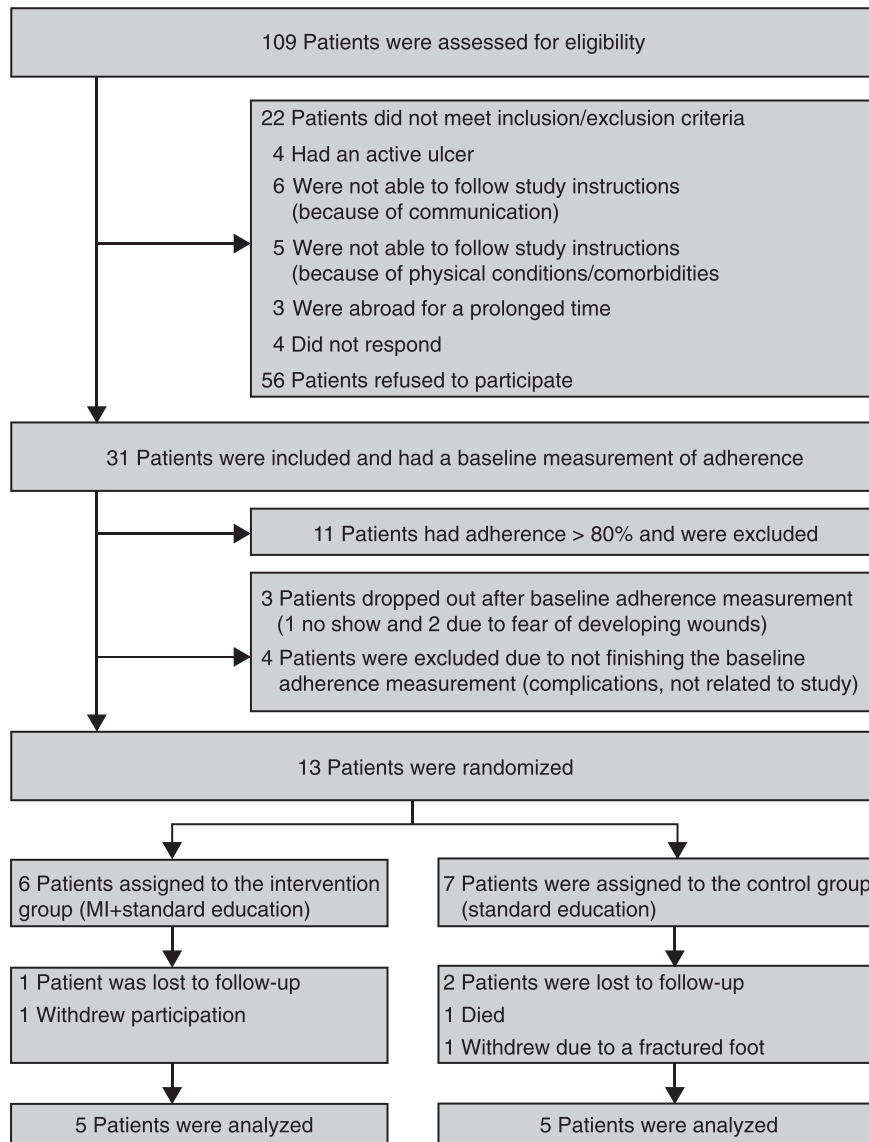 109 Patients were assessed for eligibility
22 Patients did not meet inclusion/exclusion criteria
4 Had an active ulcer
6 Were not able to follow study instructions
(because of communication)
5 Were not able to follow study instructions
(because of physical conditions/comorbidities
3 Were abroad for a prolonged time
4 Did not respond
56 Patients refused to participate
31 Patients were included and had a baseline measurement of adherence
11 Patients had adherence > 80% and were excluded
3 Patients dropped out after baseline adherence measurement
(1 no show and 2 due to fear of developing wounds)
4 Patients were excluded due to not finishing the baseline
adherence measurement (complications, not related to study)
13 Patients were randomized
6 Patients assigned to the intervention
group (MI+standard education)
7 Patients were assigned to the control group
(standard education)
1 Patient was lost to follow-up
1 Withdrew participation
2 Patients were lost to follow-up
1 Died
1 Withdrew due to a fractured foot
5 Patients were analyzed
5 Patients were analyzed